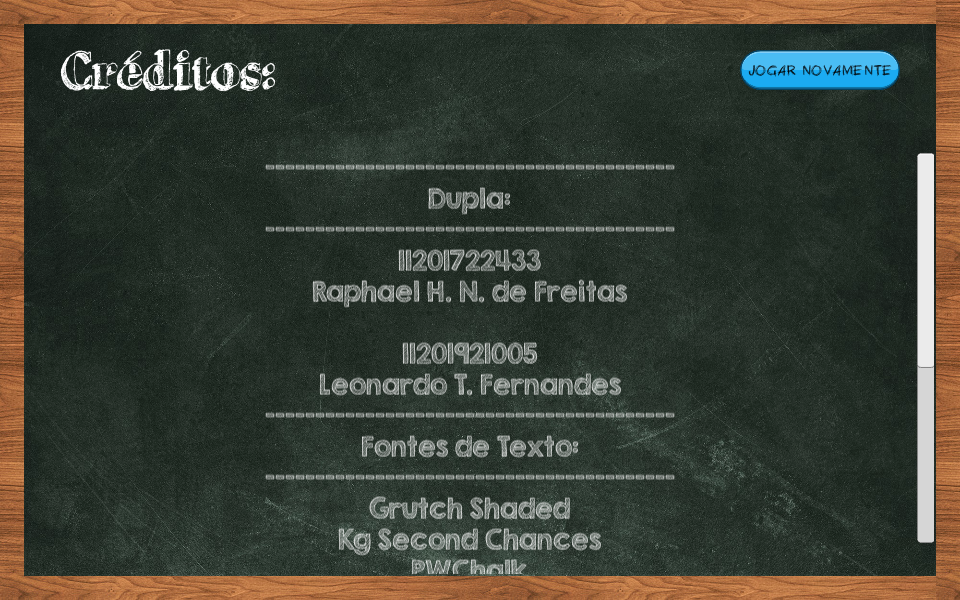 Créditos:
JOGAR NOVAMENTE
-----------------------------------------
Dupla:
-----------------------------------------
11201722433
Raphael H. N. de Freitas
11201921005
Leonardo T. Fernandes
-----------------------------------------
Fontes de Texto:
-----------------------------------------
Grutch Shaded
Kg Second Chances
PWChalk